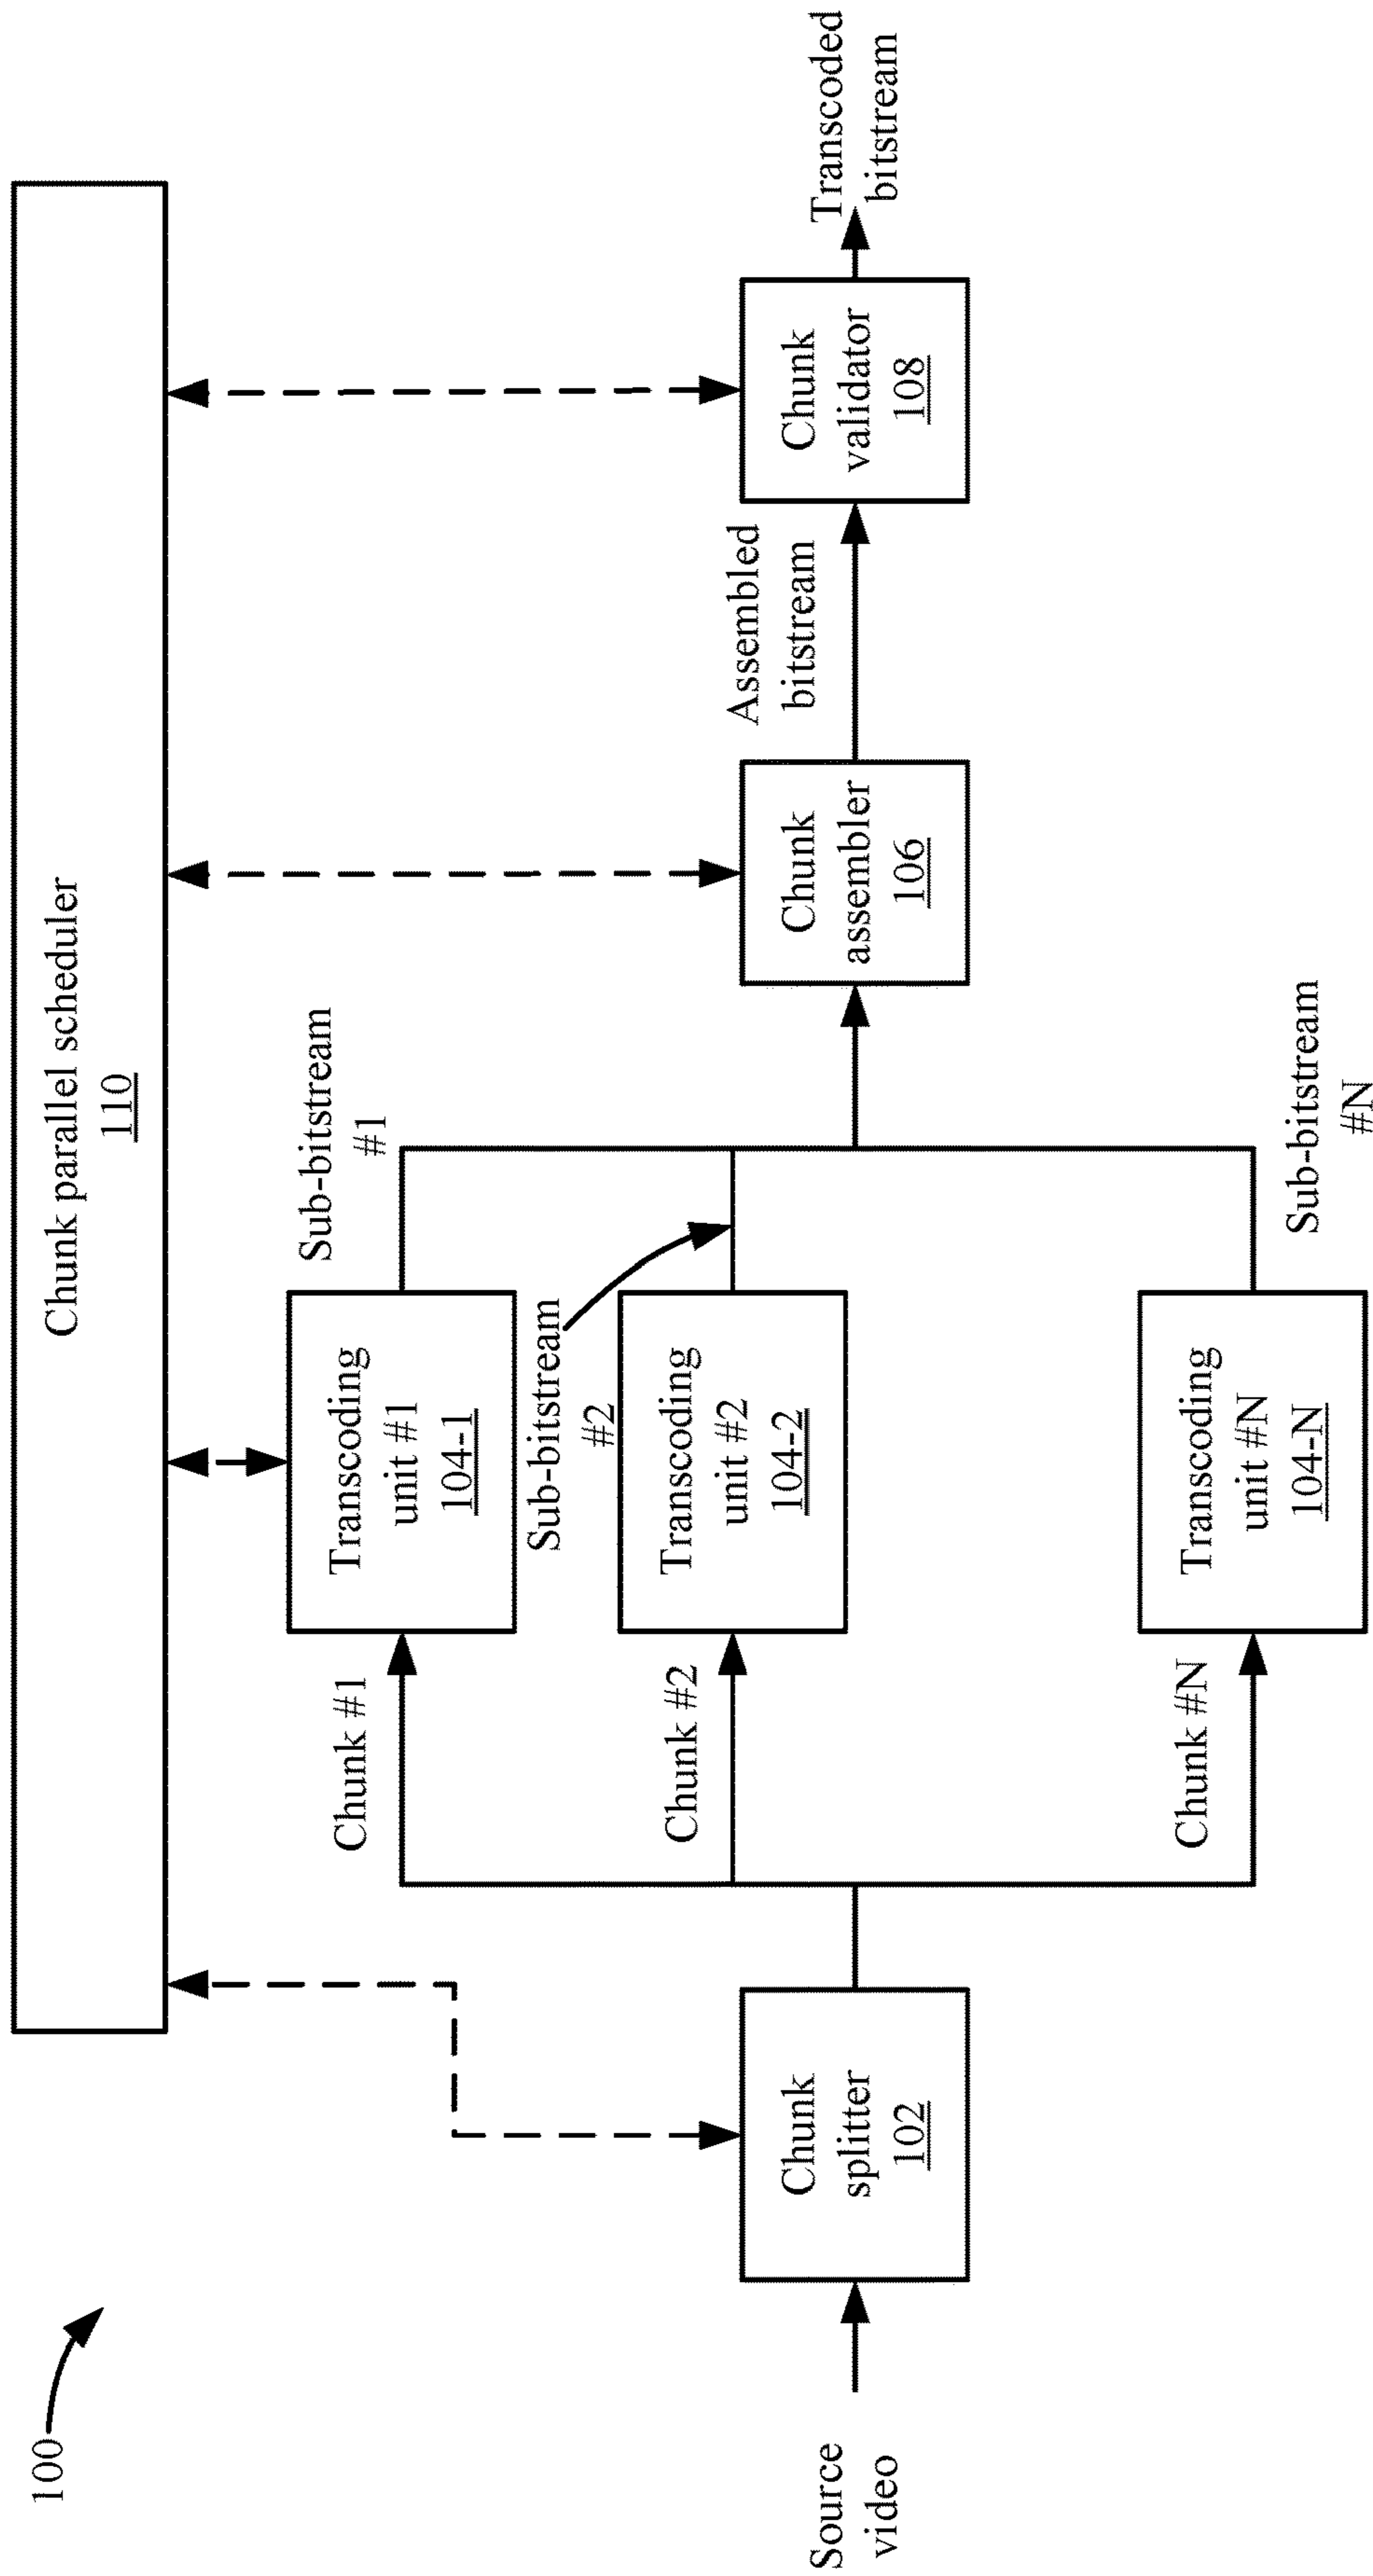 100
Chunk parallel scheduler
110
Source
video
Chunk
splitter
102
Chunk #1
Chunk #2
Chunk #N
Transcoding
unit #1
104-1
Transcoding
unit #2
104-2
Transcoding
unit #N
104-N
Sub-bitstream
#1
Sub-bitstream
#2
Sub-bitstream
#N
Chunk
assembler
106
Assembled
bitstream
Chunk
validator
108
Transcoded
bitstream